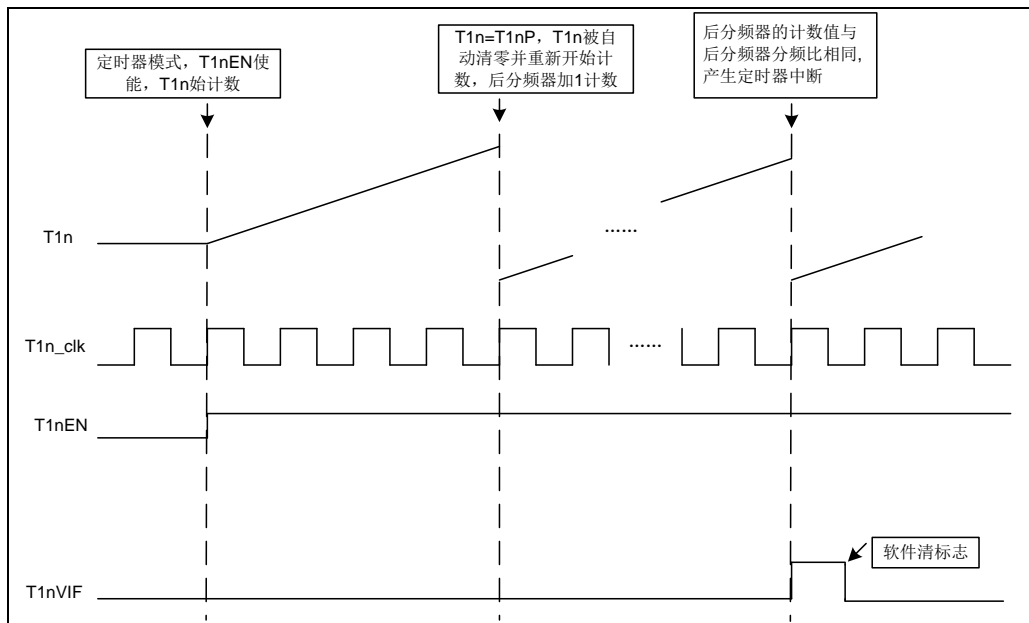 定时器模式，T1nEN使
能，T1n始计数
T1n=T1nP，T1n被自
动清零并重新开始计
数，后分频器加1计数
后分频器的计数值与
后分频器分频比相同,
产生定时器中断
T1n
......
T1n_clk
......
T1nEN
软件清标志
T1nVIF